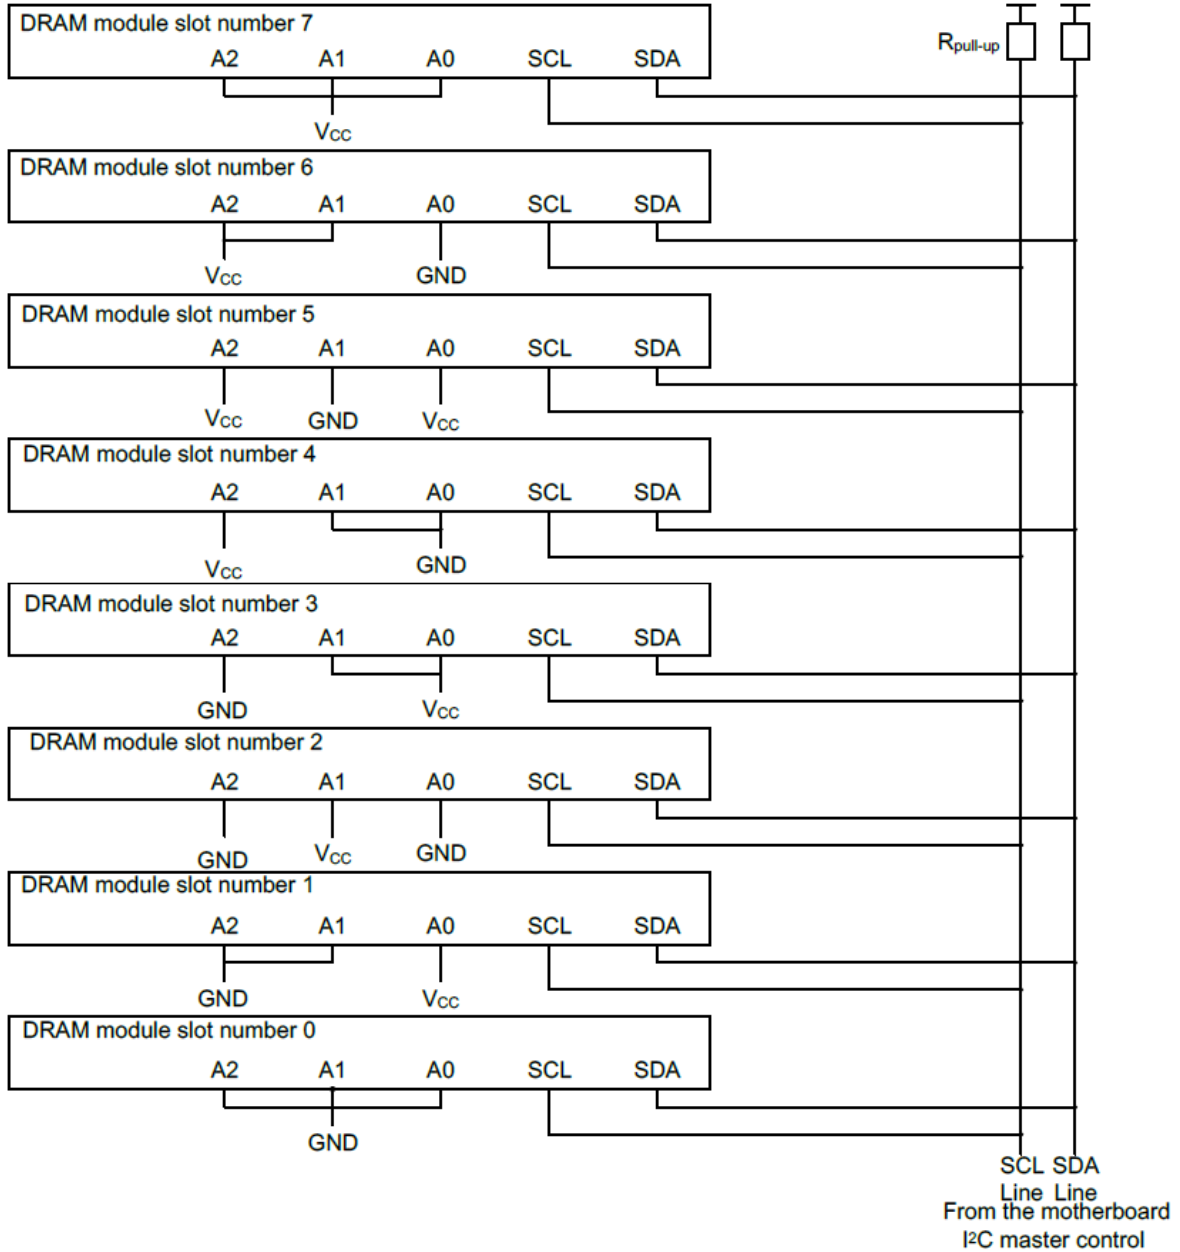 DRAM module slot number 7
A2 A1 A0 SCL SDA
Rpull-up
VCC
DRAM module slot number 6
A2 A1 A0 SCL SDA
VCC GND
DRAM module slot number 5
A2 A1 A0 SCL SDA
VCC GND VCC
DRAM module slot number 4
A2 A1 A0 SCL SDA
VCC GND
DRAM module slot number 3
A2 A1 A0 SCL SDA
GND VCC
DRAM module slot number 2
A2 A1 A0 SCL SDA
GND VCC GND
DRAM module slot number 1
A2 A1 A0 SCL SDA
GND VCC
DRAM module slot number 0
A2 A1 A0 SCL SDA
GND
SCL SDA
Line Line
From the motherboard
I²C master control